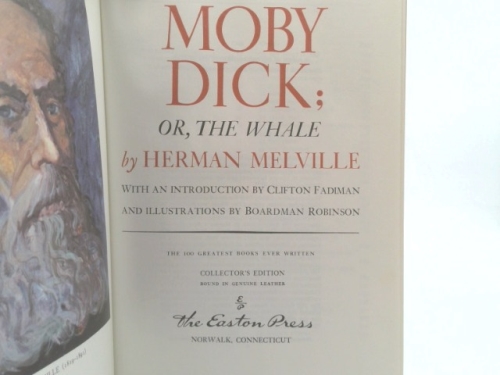 MOBY
DICK;
OR, THE WHALE
by HERMAN MELVILLE
WITH AN INTRODUCTION BY CLIFTON FADIMAN
AND ILLUSTRATIONS BY BOARDMAN ROBINSON
THE 100 GREATEST BOOKS EVER WRITTEN
COLLECTOR'S EDITION
BOUND IN GENUINE LEATHER
The Easton Press
NORWALK, CONNECTICUT